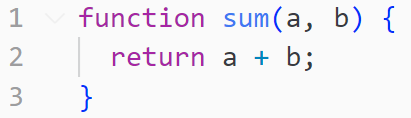 1 function sum(a, b) {
2   return a + b;
3 }